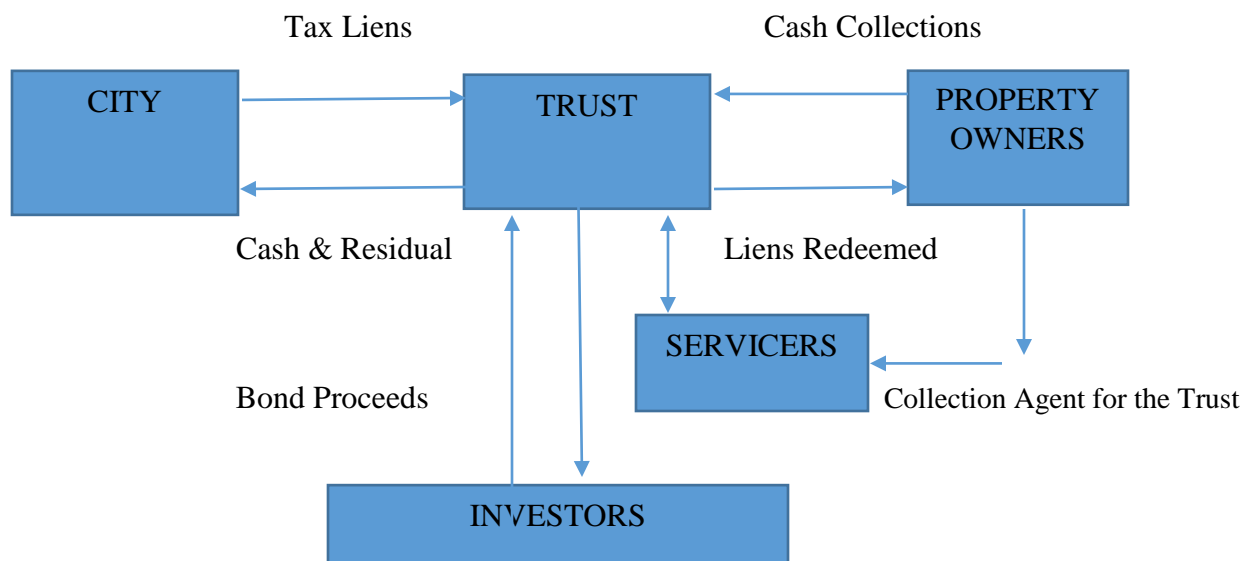 Tax Liens
Cash Collections
CITY
TRUST
PROPERTY
OWNERS
Cash & Residual
Liens Redeemed
SERVICERS
Bond Proceeds
Collection Agent for the Trust
INVESTORS